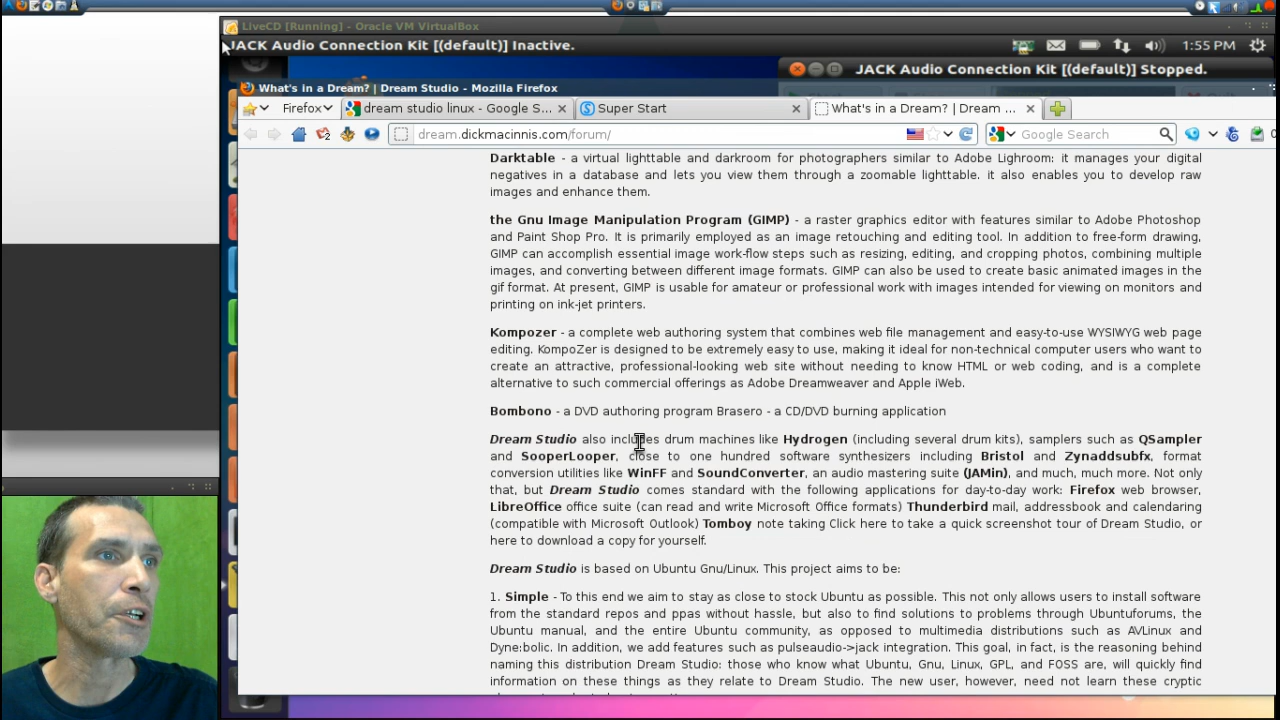 LiveCD [Running] - Oracle VM VirtualBox
JACK Audio Connection Kit [(default)] Inactive.
1:55 PM
JACK Audio Connection Kit [(default)] Stopped.
What's in a Dream? | Dream Studio - Mozilla Firefox
Firefox
dream studio linux - Google S...
Super Start
What's in a Dream? | Dream ...
dream.dickmacinnis.com/forum/
Google Search
Darktable - a virtual lighttable and darkroom for photographers similar to Adobe Lighroom: it manages your digital
negatives in a database and lets you view them through a zoomable lighttable. it also enables you to develop raw
images and enhance them.
the Gnu Image Manipulation Program (GIMP) - a raster graphics editor with features similar to Adobe Photoshop
and Paint Shop Pro. It is primarily employed as an image retouching and editing tool. In addition to free-form drawing,
GIMP can accomplish essential image work-flow steps such as resizing, editing, and cropping photos, combining multiple
images, and converting between different image formats. GIMP can also be used to create basic animated images in the
gif format. At present, GIMP is usable for amateur or professional work with images intended for viewing on monitors and
printing on ink-jet printers.
Kompozer - a complete web authoring system that combines web file management and easy-to-use WYSIWYG web page
editing. KompoZer is designed to be extremely easy to use, making it ideal for non-technical computer users who want to
create an attractive, professional-looking web site without needing to know HTML or web coding, and is a complete
alternative to such commercial offerings as Adobe Dreamweaver and Apple iWeb.
Bombono - a DVD authoring program Brasero - a CD/DVD burning application
Dream Studio also includes drum machines like Hydrogen (including several drum kits), samplers such as QSampler
and SooperLooper, close to one hundred software synthesizers including Bristol and Zynaddsubfx, format
conversion utilities like WinFF and SoundConverter, an audio mastering suite (JAMin), and much, much more. Not only
that, but Dream Studio comes standard with the following applications for day-to-day work: Firefox web browser,
LibreOffice office suite (can read and write Microsoft Office formats) Thunderbird mail, addressbook and calendaring
(compatible with Microsoft Outlook) Tomboy note taking Click here to take a quick screenshot tour of Dream Studio, or
here to download a copy for yourself.
Dream Studio is based on Ubuntu Gnu/Linux. This project aims to be:
1. Simple - To this end we aim to stay as close to stock Ubuntu as possible. This not only allows users to install software
from the standard repos and ppas without hassle, but also to find solutions to problems through Ubuntuforums, the
Ubuntu manual, and the entire Ubuntu community, as opposed to multimedia distributions such as AVLinux and
Dyne:bolic. In addition, we add features such as pulseaudio->jack integration. This goal, in fact, is the reasoning behind
naming this distribution Dream Studio: those who know what Ubuntu, Gnu, Linux, GPL, and FOSS are, will quickly find
information on these things as they relate to Dream Studio. The new user, however, need not learn these cryptic